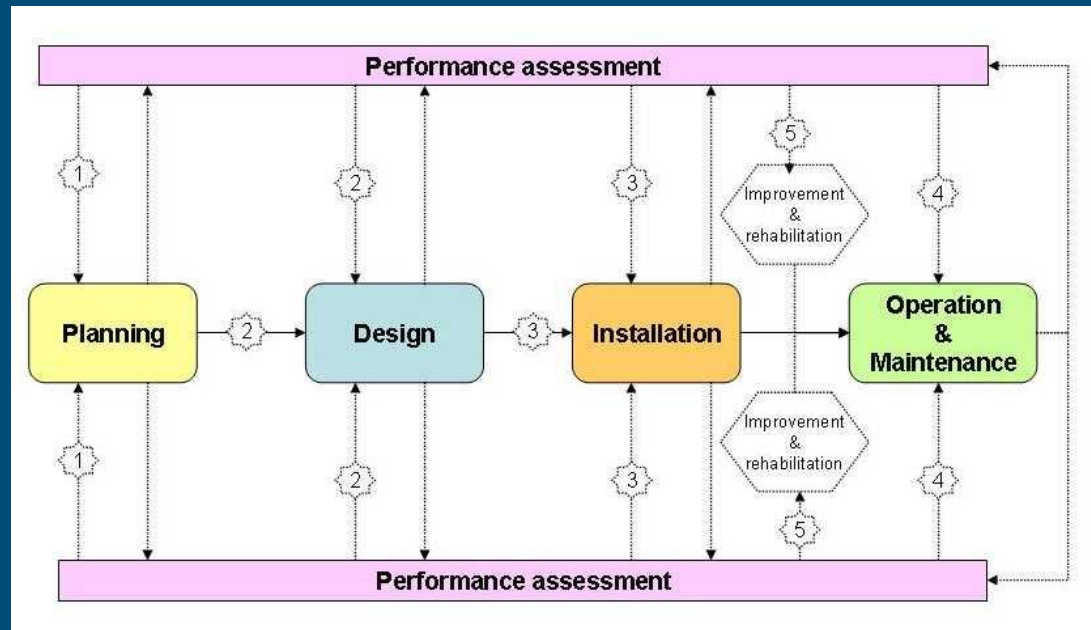 Performance assessment
1
2
3
5
4
Improvement
&
rehabilitation
Planning
2
Design
3
Installation
Operation
&
Maintenance
Improvement
&
rehabilitation
1
2
3
5
4
Performance assessment